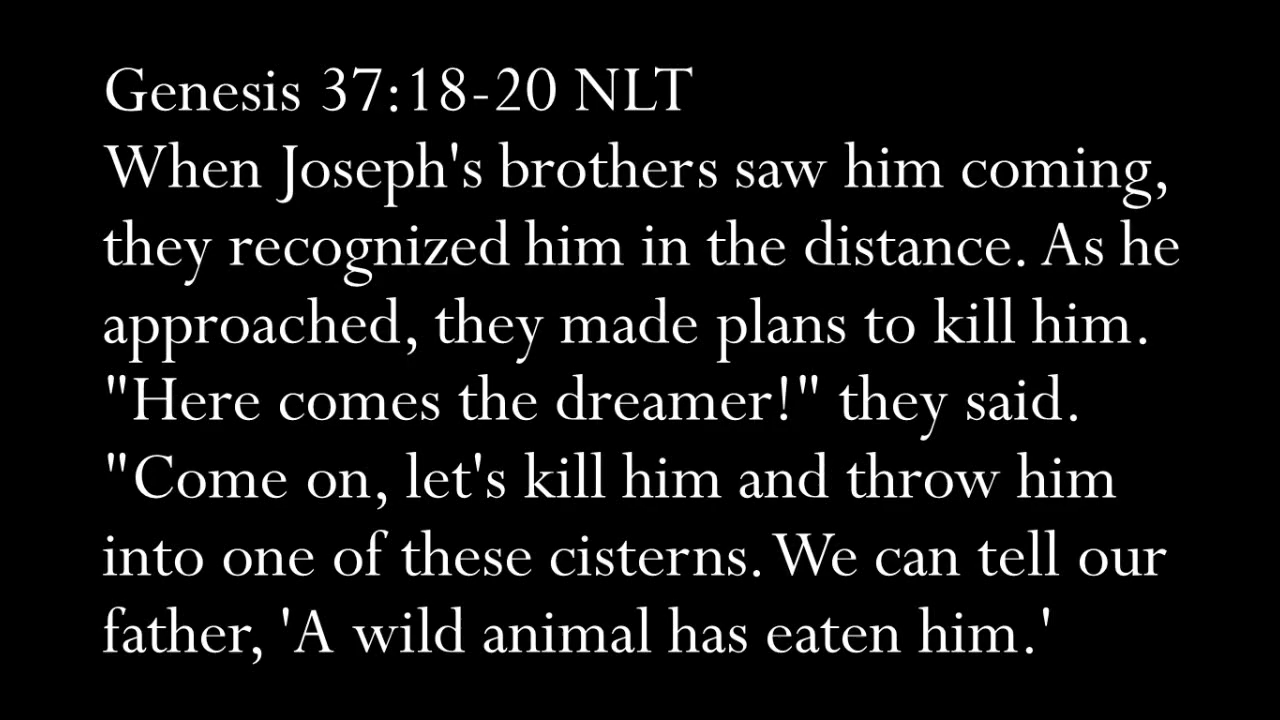 Genesis 37:18-20 NLT
When Joseph's brothers saw him coming,
they recognized him in the distance. As he
approached, they made plans to kill him.
"Here comes the dreamer!" they said.
"Come on, let's kill him and throw him
into one of these cisterns. We can tell our
father, 'A wild animal has eaten him.'